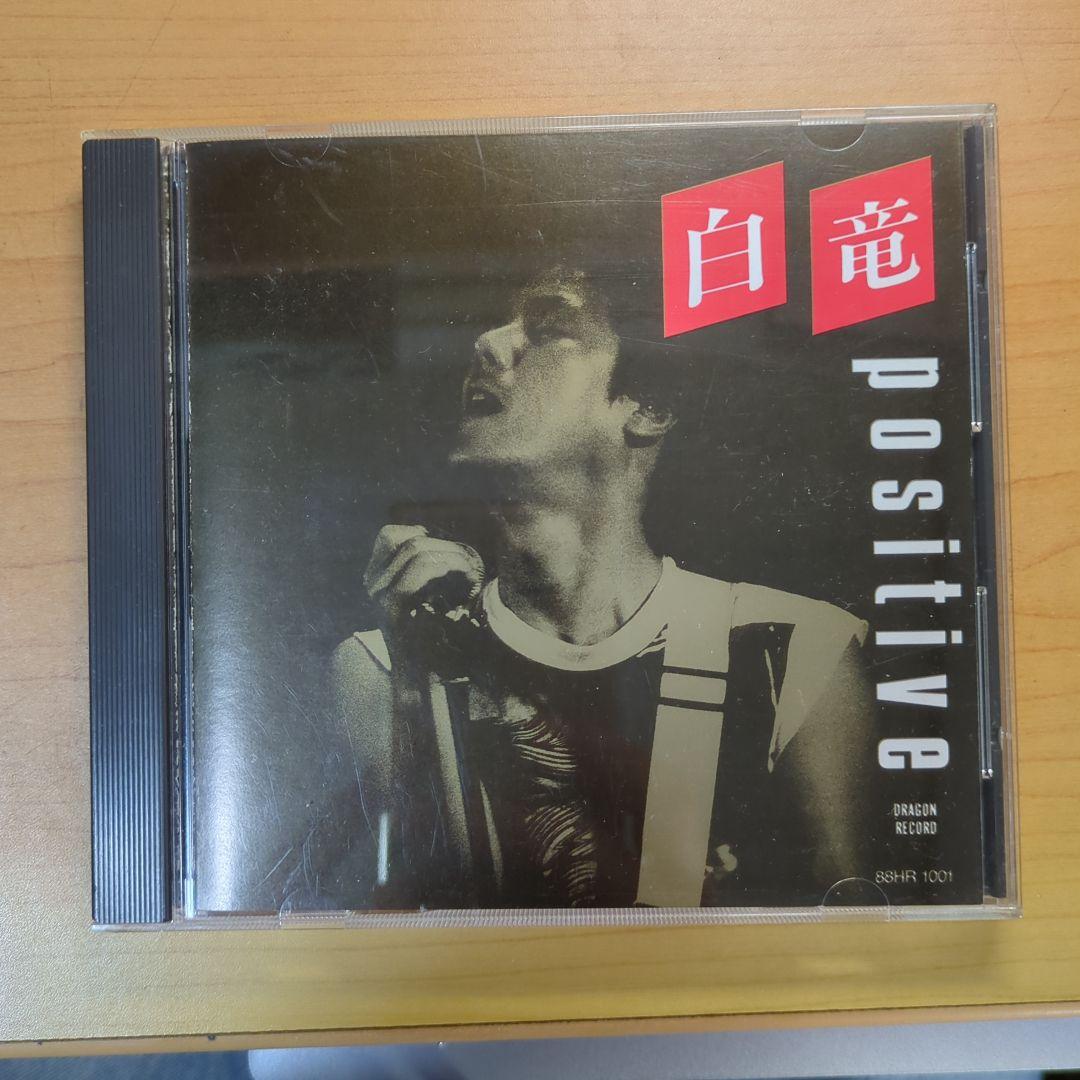 白竜
positive
DRAGON
RECORD
88HR 1001